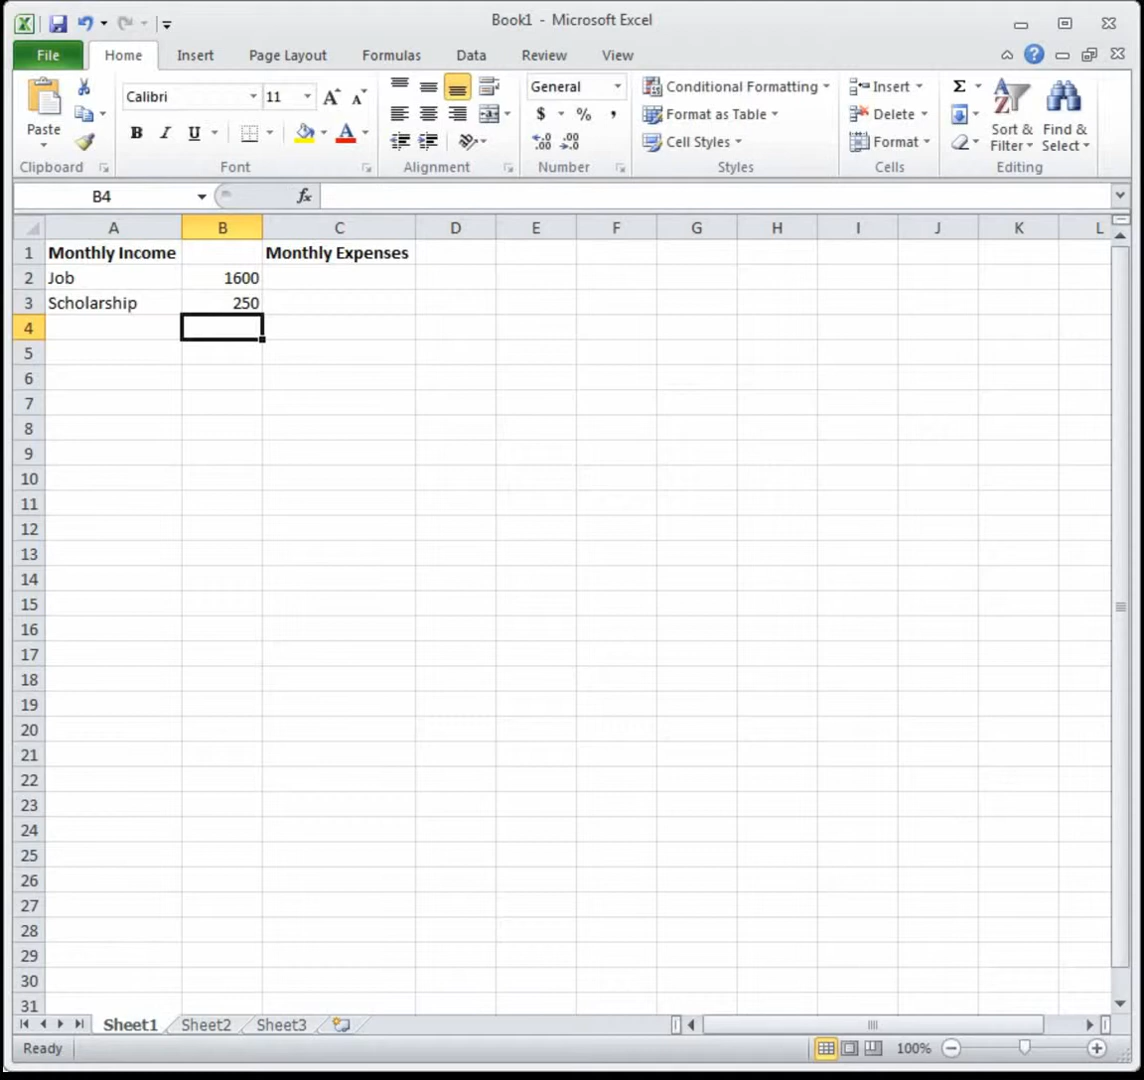 Book1 - Microsoft Excel
File Home Insert Page Layout Formulas Data Review View
Paste
Clipboard
Calibri 11
B I U A
Font
Alignment
General
$ % ,
Number
Conditional Formatting
Format as Table
Cell Styles
Styles
Insert
Delete
Format
Cells
Σ
Sort & Filter
Find & Select
Editing
B4 fx
A B C D E F G H I J K L
1 Monthly Income Monthly Expenses
2 Job 1600
3 Scholarship 250
4
5
6
7
8
9
10
11
12
13
14
15
16
17
18
19
20
21
22
23
24
25
26
27
28
29
30
31
Sheet1 Sheet2 Sheet3
Ready 100%